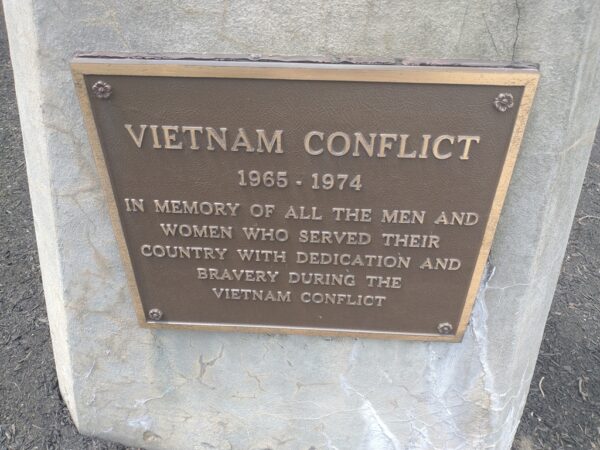 VIETNAM CONFLICT
1965 - 1974
IN MEMORY OF ALL THE MEN AND
WOMEN WHO SERVED THEIR
COUNTRY WITH DEDICATION AND
BRAVERY DURING THE
VIETNAM CONFLICT